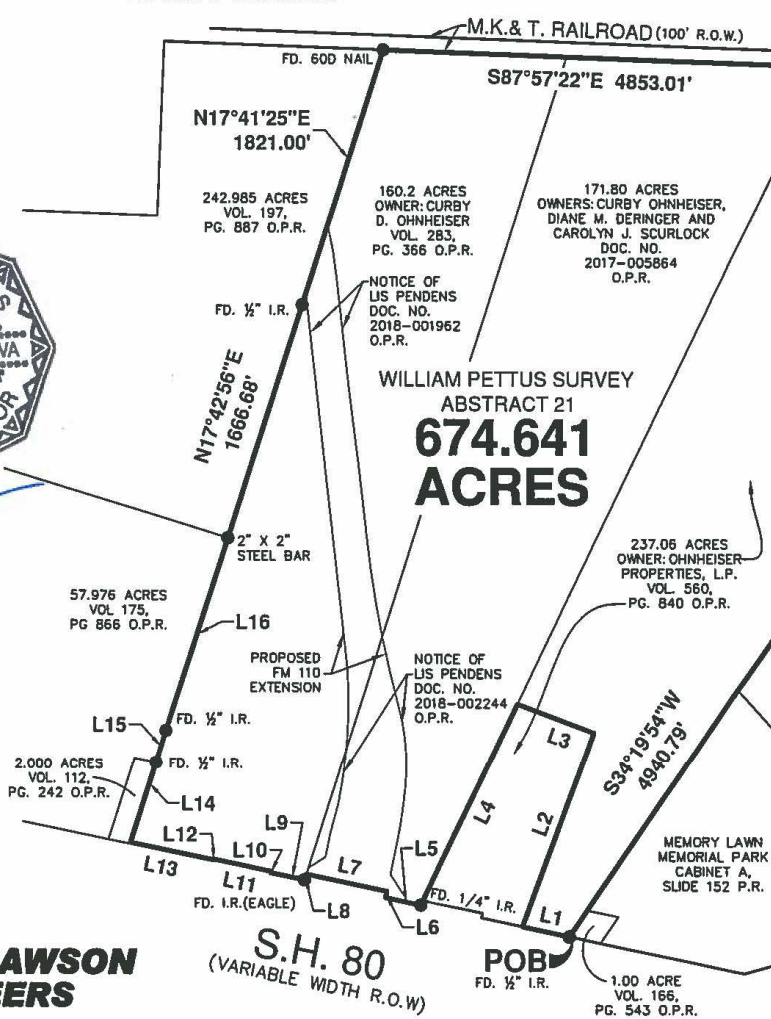 M.K.& T. RAILROAD (100' R.O.W.)
FD. 60D NAIL
S87°57'22"E 4853.01'
N17°41'25"E
1821.00'
242.985 ACRES
VOL. 197,
PG. 887 O.P.R.
160.2 ACRES
OWNER: CURBY
D. OHNHEISER
VOL. 283,
PG. 366 O.P.R.
171.80 ACRES
OWNERS: CURBY OHNHEISER,
DIANE M. DERINGER AND
CAROLYN J. SCURLOCK
DOC. NO.
2017-005864
O.P.R.
NOTICE OF
LIS PENDENS
DOC. NO.
2018-001962
O.P.R.
FD. ½" I.R.
N17°42'56"E
1666.68'
WILLIAM PETTUS SURVEY
ABSTRACT 21
674.641
ACRES
2" X 2"
STEEL BAR
237.06 ACRES
OWNER: OHNHEISER
PROPERTIES, L.P.
VOL. 560,
PG. 840 O.P.R.
57.976 ACRES
VOL 175,
PG 866 O.P.R.
L16
PROPOSED
FM 110
EXTENSION
NOTICE OF
LIS PENDENS
DOC. NO.
2018-002244
O.P.R.
L15
FD. ½" I.R.
FD. ½" I.R.
2.000 ACRES
VOL. 112,
PG. 242 O.P.R.
L14
L3
L4
L2
S34°19'54"W
4940.79'
MEMORY LAWN
MEMORIAL PARK
CABINET A,
SLIDE 152 P.R.
L13
L12
L11
L10
L9
L7
L5
FD. I.R.(EAGLE)
L8
L6
FD. 1/4" I.R.
L1
S.H. 80
(VARIABLE WIDTH R.O.W)
POB
FD. ½" I.R.
1.00 ACRE
VOL. 166,
PG. 543 O.P.R.
AWSON
EERS